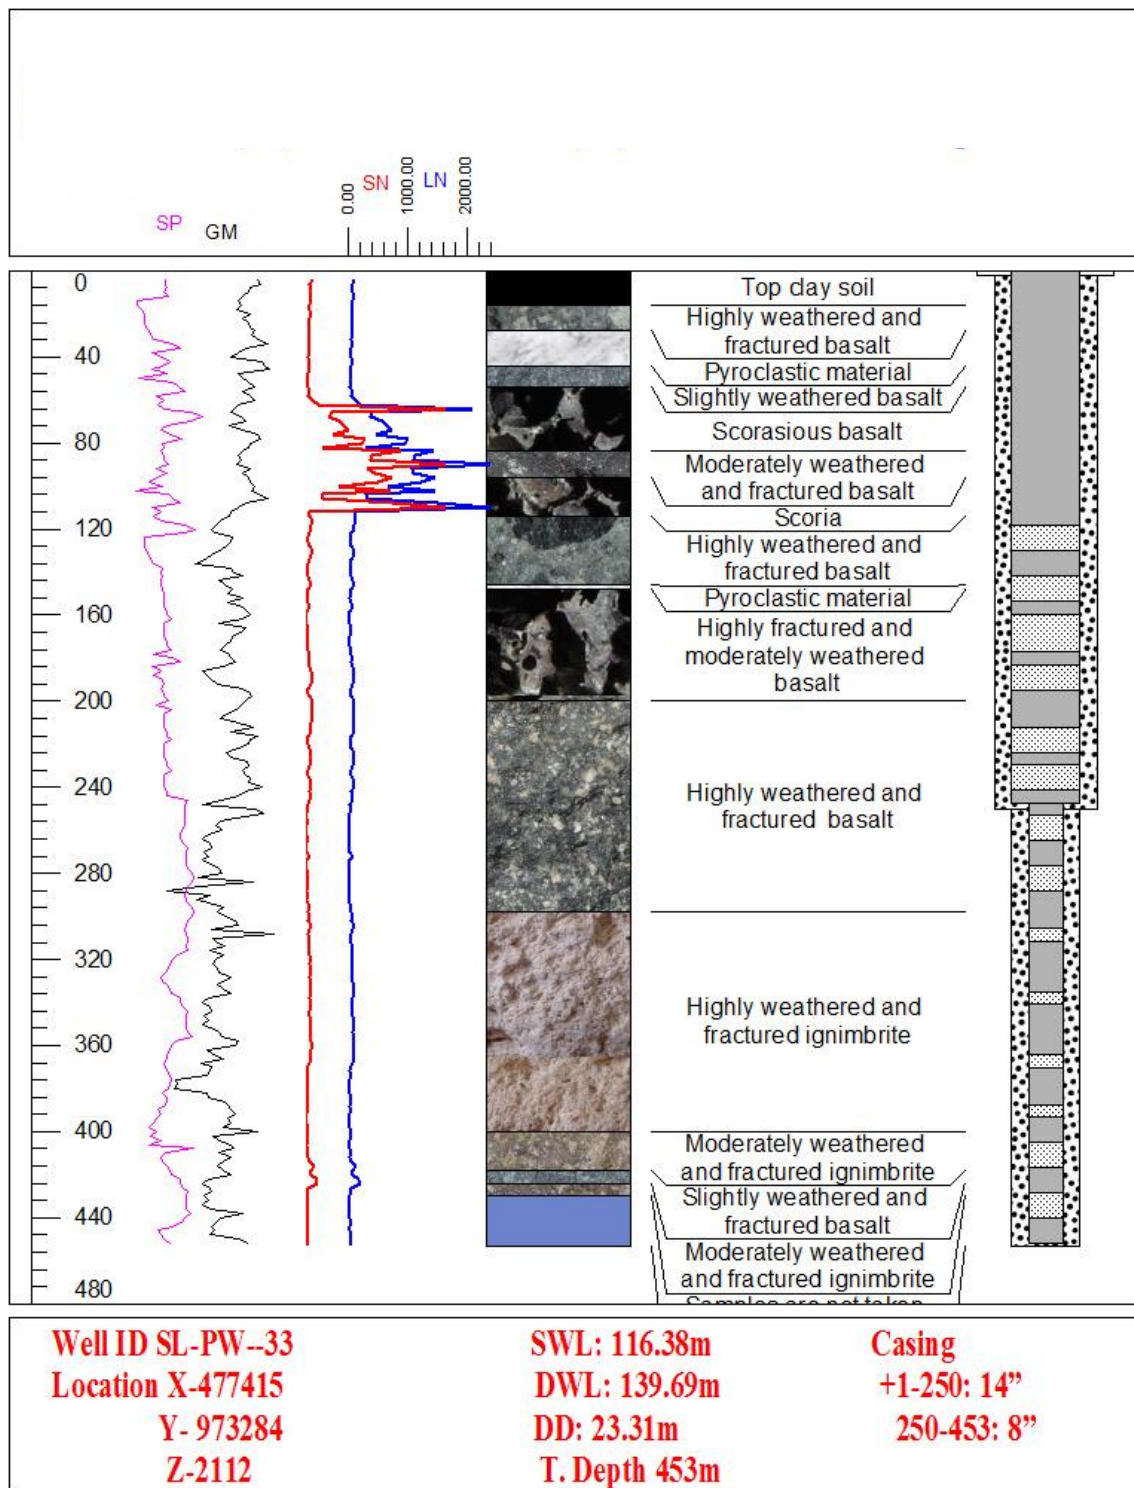 0.00
1000.00
2000.00
SN
LN
SP
GM
0
40
80
120
160
200
240
280
320
360
400
440
480
Top clay soil
Highly weathered and
fractured basalt
Pyroclastic material
Slightly weathered basalt
Scorasious basalt
Moderately weathered
and fractured basalt
Scoria
Highly weathered and
fractured basalt
Pyroclastic material
Highly fractured and
moderately weathered
basalt
Highly weathered and
fractured basalt
Highly weathered and
fractured ignimbrite
Moderately weathered
and fractured ignimbrite
Slightly weathered and
fractured basalt
Moderately weathered
and fractured ignimbrite
Samples are not taken
Well ID SL-PW--33
Location X-477415
Y- 973284
Z-2112
SWL: 116.38m
DWL: 139.69m
DD: 23.31m
T. Depth 453m
Casing
+1-250: 14”
250-453: 8”